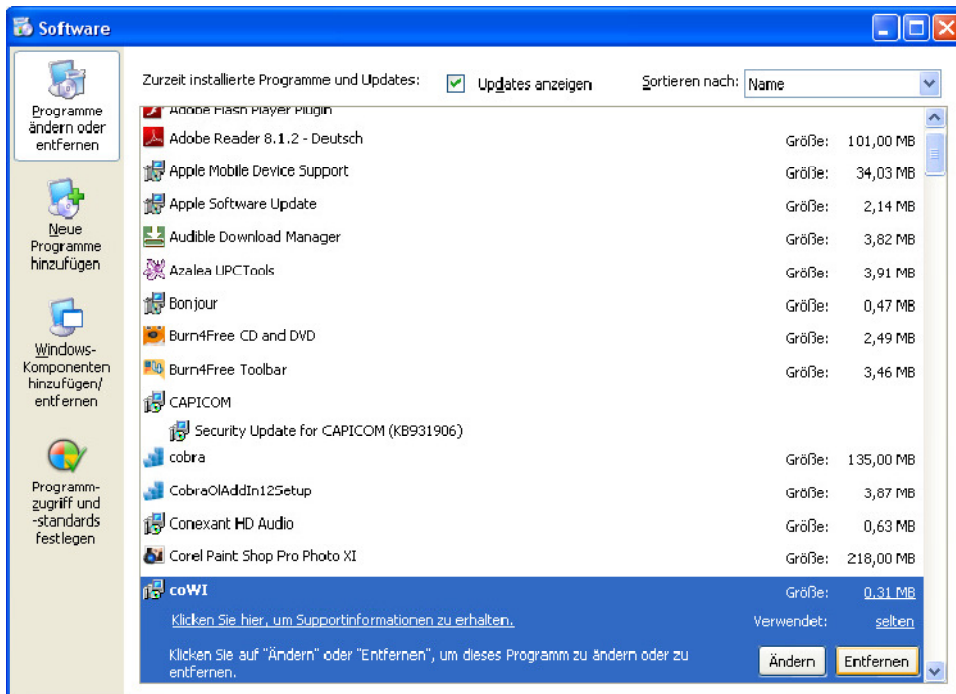 Software
Programme
ändern oder
entfernen
Neue
Programme
hinzufügen
Windows-
Komponenten
hinzufügen/
entfernen
Programm-
zugriff und
-standards
festlegen
Zurzeit installierte Programme und Updates: Updates anzeigen Sortieren nach: Name
Adobe Flash Player Plugin
Adobe Reader 8.1.2 - Deutsch Größe: 101,00 MB
Apple Mobile Device Support Größe: 34,03 MB
Apple Software Update Größe: 2,14 MB
Audible Download Manager Größe: 3,82 MB
Azalea UPCTools Größe: 3,91 MB
Bonjour Größe: 0,47 MB
Burn4Free CD and DVD Größe: 2,49 MB
Burn4Free Toolbar Größe: 3,46 MB
CAPICOM
Security Update for CAPICOM (KB931906)
cobra Größe: 135,00 MB
CobraOlAddIn12Setup Größe: 3,87 MB
Conexant HD Audio Größe: 0,63 MB
Corel Paint Shop Pro Photo XI Größe: 218,00 MB
coWI Größe: 0,31 MB
Klicken Sie hier, um Supportinformationen zu erhalten. Verwendet: selten
Klicken Sie auf "Ändern" oder "Entfernen", um dieses Programm zu ändern oder zu
entfernen.
Ändern Entfernen